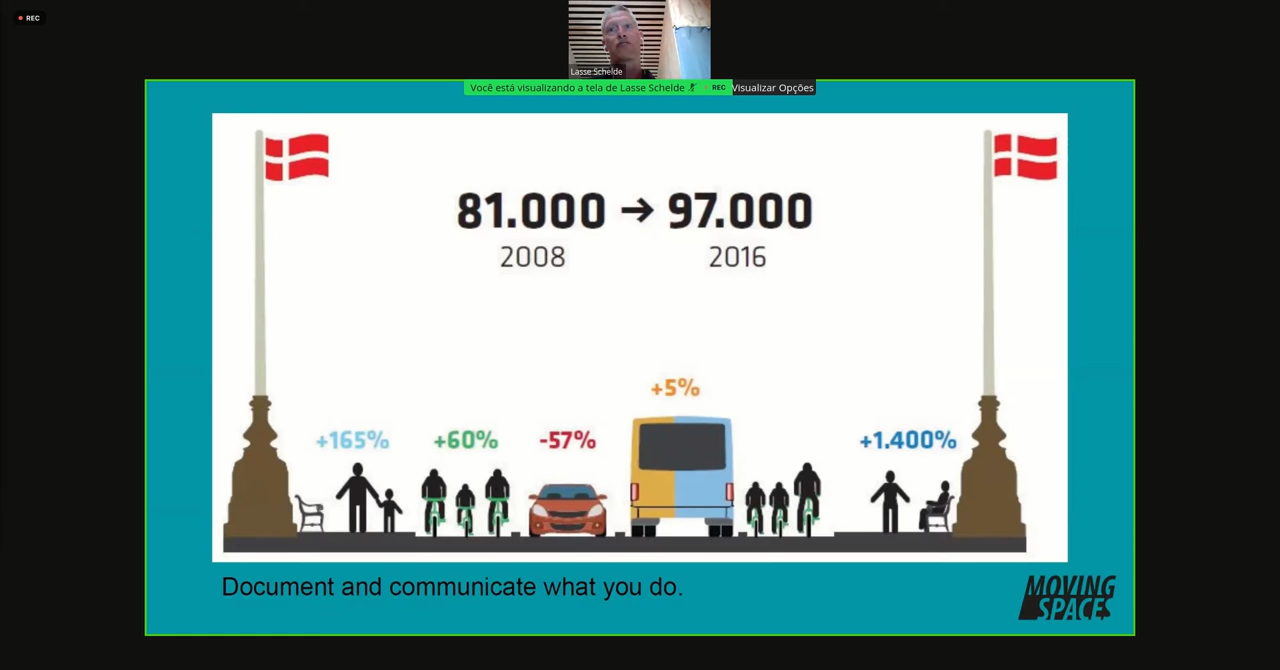 REC
Lasse Schelde
Você está visualizando a tela de Lasse Schelde REC Visualizar Opções
81.000 → 97.000
2008 2016
+5%
+165% +60% -57% +1.400%
Document and communicate what you do.
MOVING
SPACES